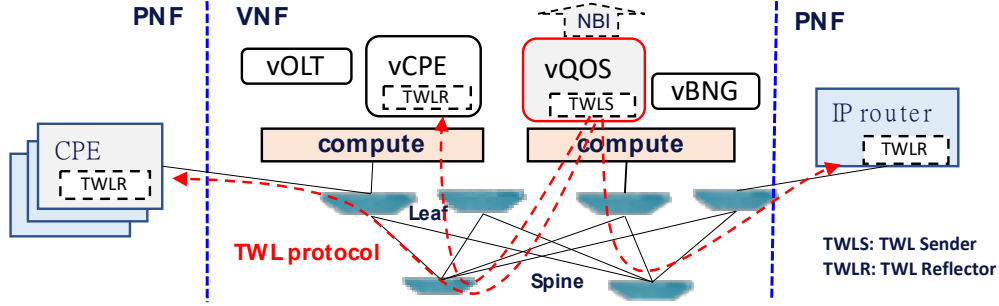 PNF
VNF
PNF
NBI
vOLT
vCPE
TWLR
vQOS
TWLS
vBNG
IP router
TWLR
compute
compute
CPE
TWLR
Leaf
TWL protocol
Spine
TWLS: TWL Sender
TWLR: TWL Reflector